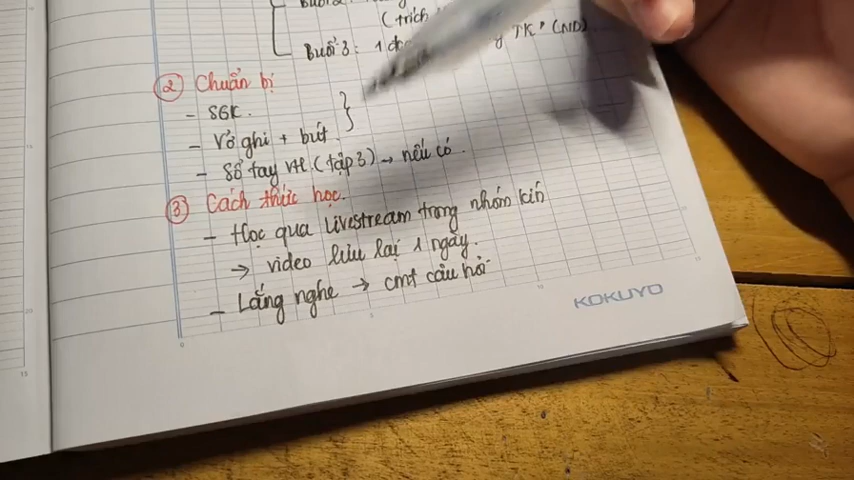 (trích
Buổi 3: 1 TK' (ND)
② Chuẩn bị
- SGK.
- Vở ghi + bút
- Sổ tay VH (tập 3) → nếu có.
③ Cách thức học.
- Học qua Livestream trong nhóm kín
→ video lưu lại 1 ngày.
- Lắng nghe → cmt câu hỏi
KOKUYO